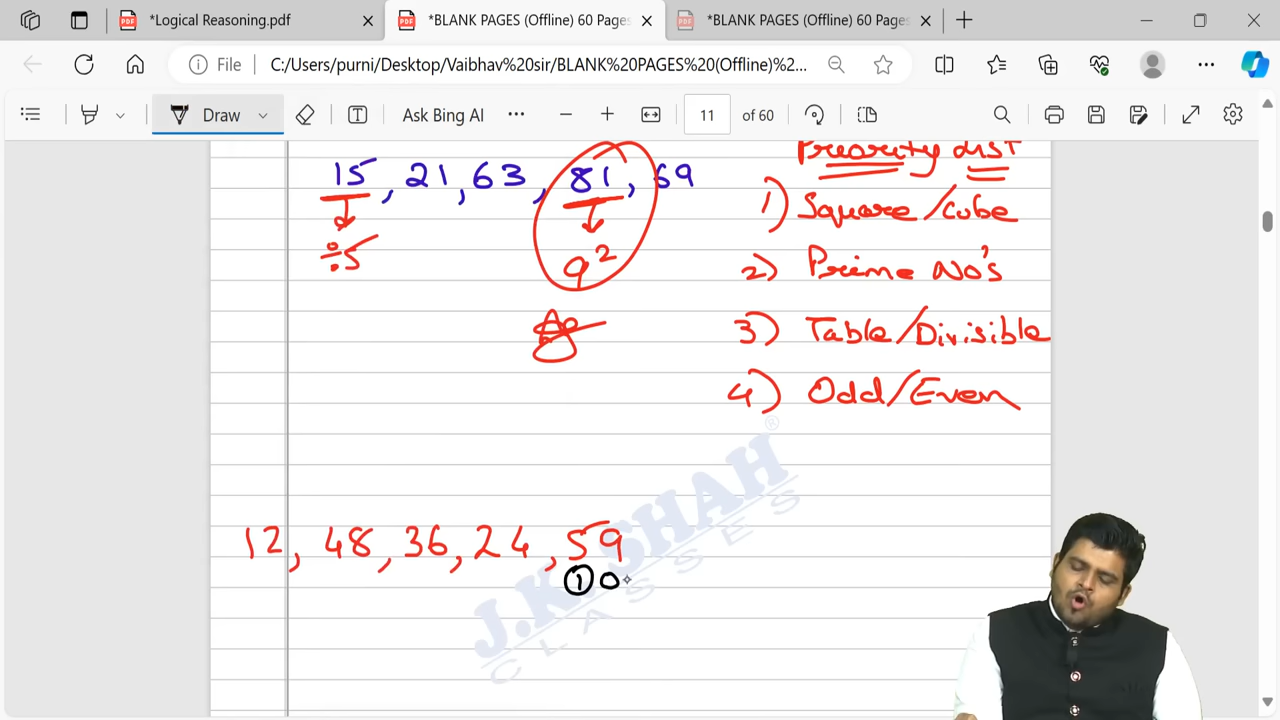 *Logical Reasoning.pdf
*BLANK PAGES (Offline) 60 Pages
*BLANK PAGES (Offline) 60 Pages
File C:/Users/purni/Desktop/Vaibhav%20sir/BLANK%20PAGES%20(Offline)%2...
Draw Ask Bing AI 11 of 60
Priority List
15, 21, 63, 81, 69
÷5
9²
1) Square/Cube
2) Prime No's
3) Table/Divisible
4) Odd/Even
J.K. SHAH®
CLASSES
12, 48, 36, 24, 59
① O